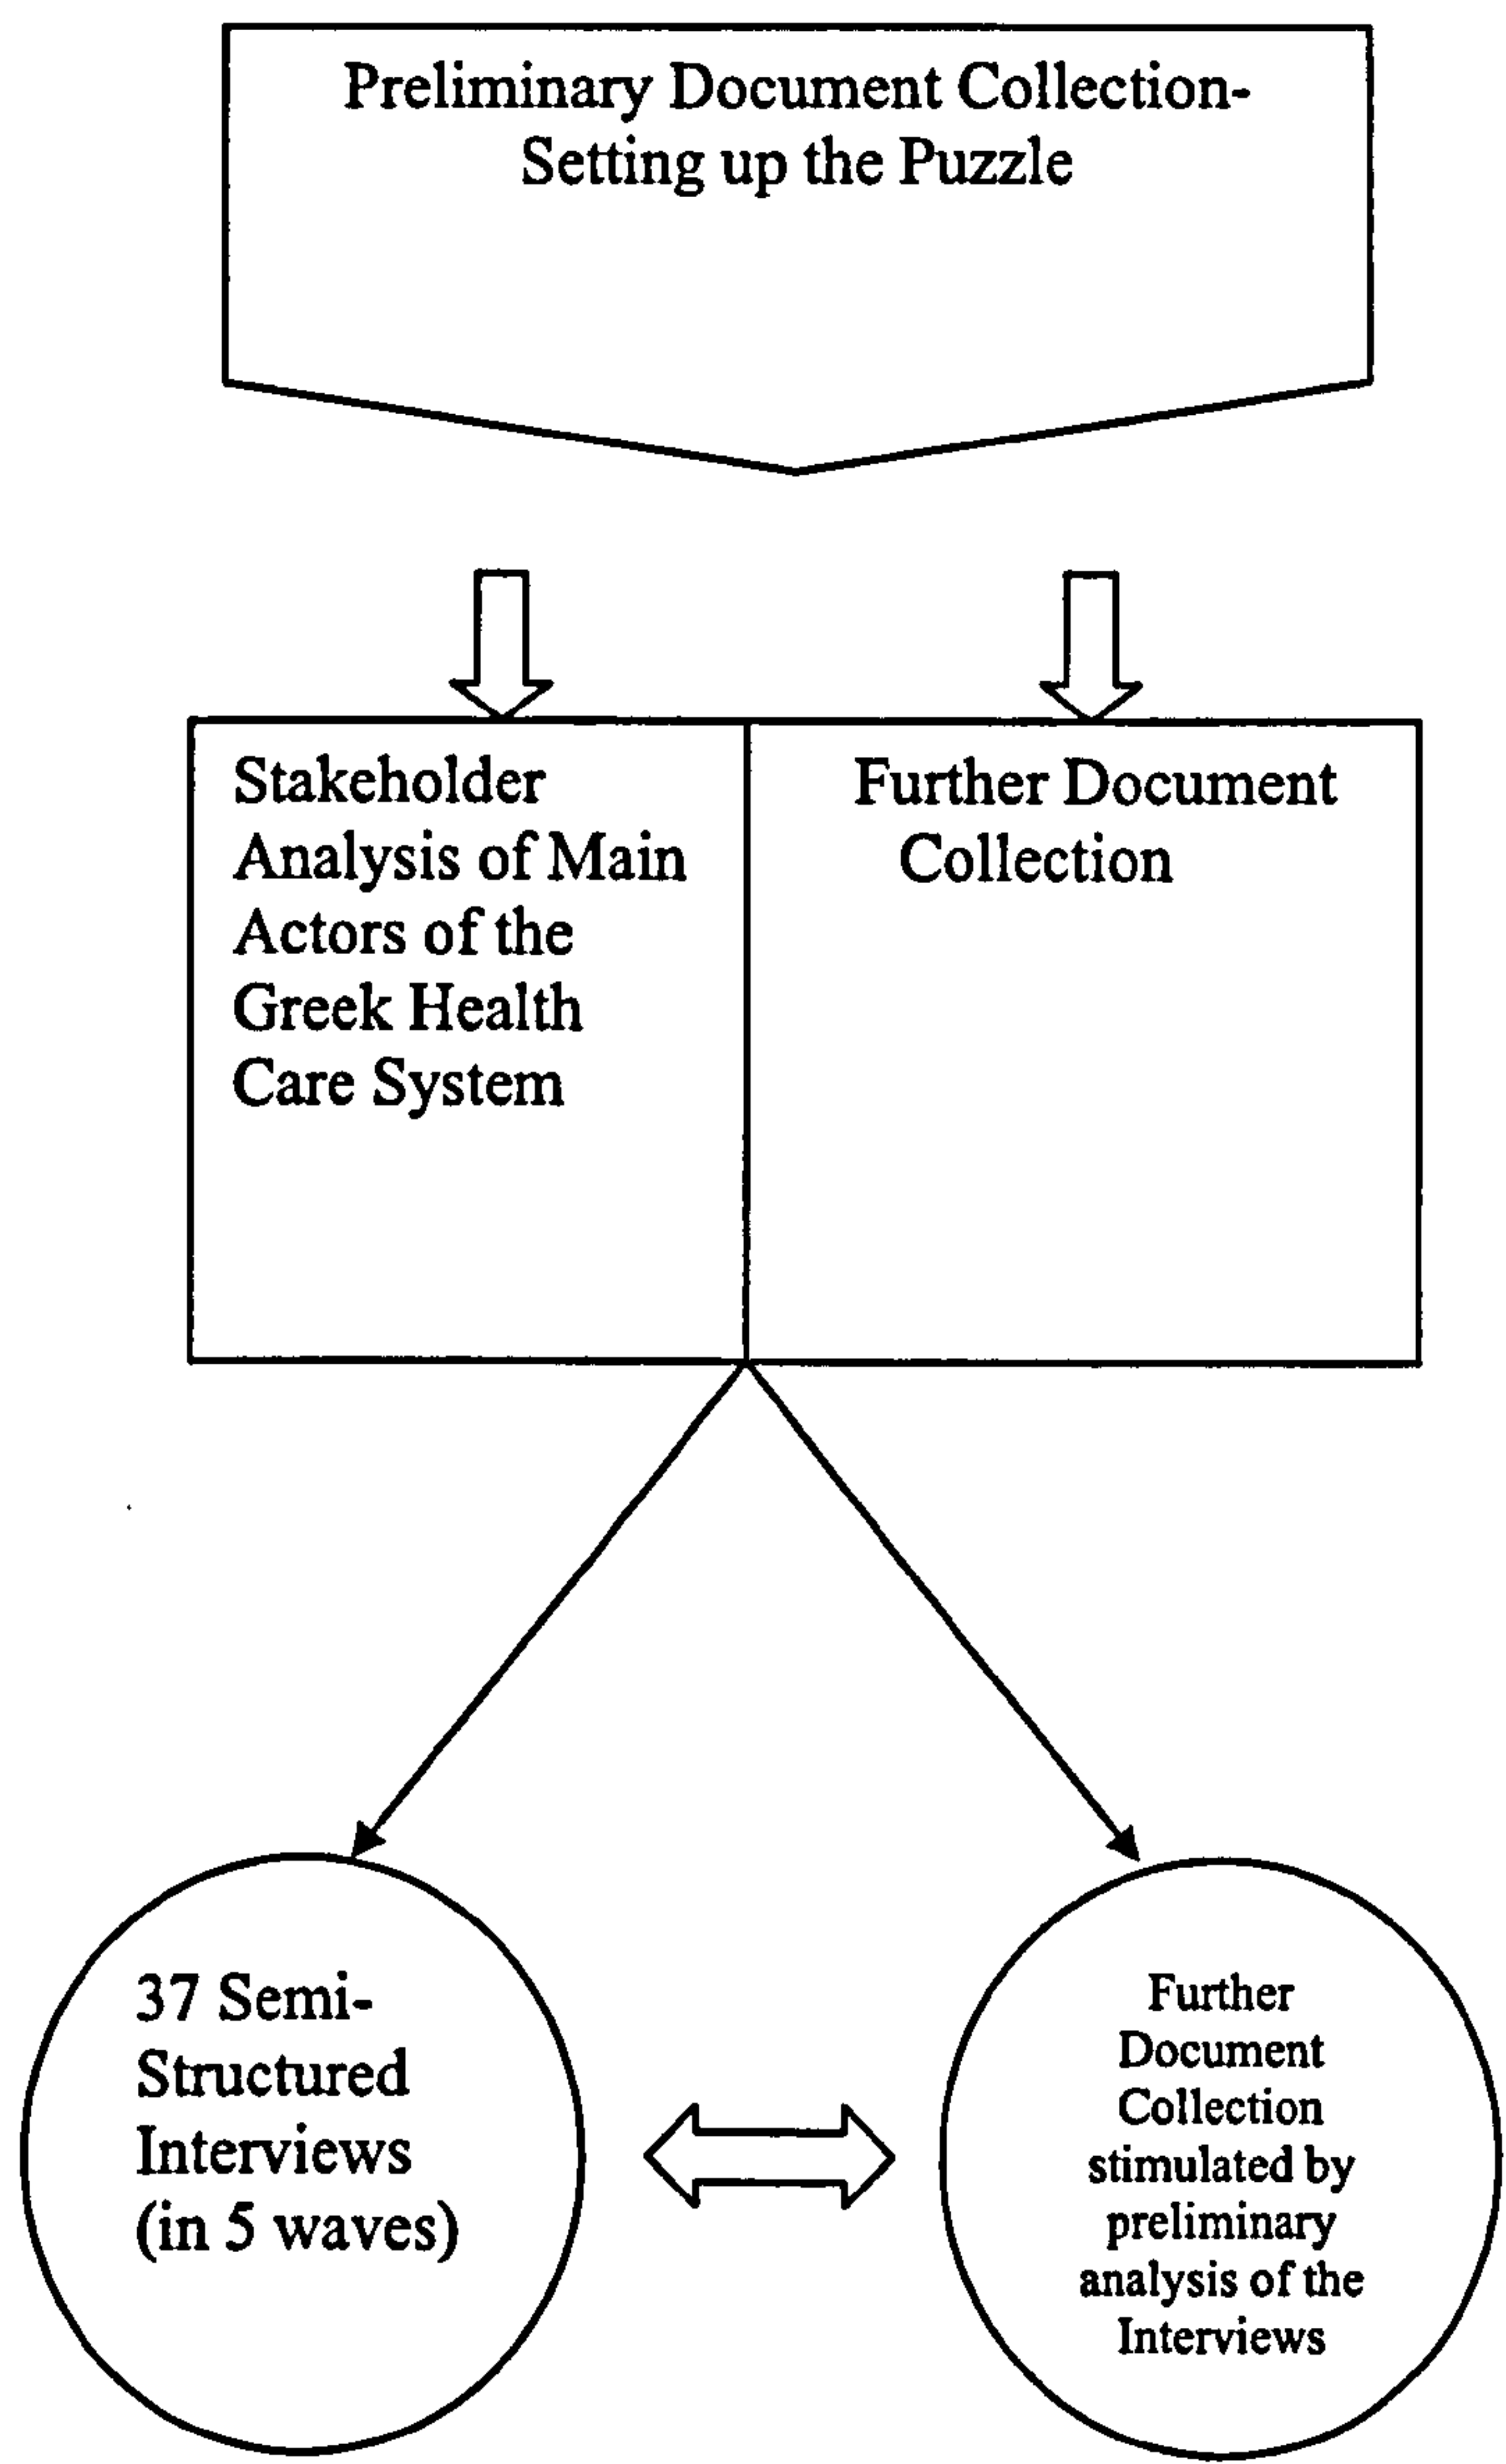 Preliminary Document Collection-
Setting up the Puzzle
Stakeholder
Analysis of Main
Actors of the
Greek Health
Care System
Further Document
Collection
37 Semi-
Structured
Interviews
(in 5 waves)
Further
Document
Collection
stimulated by
preliminary
analysis of the
Interviews